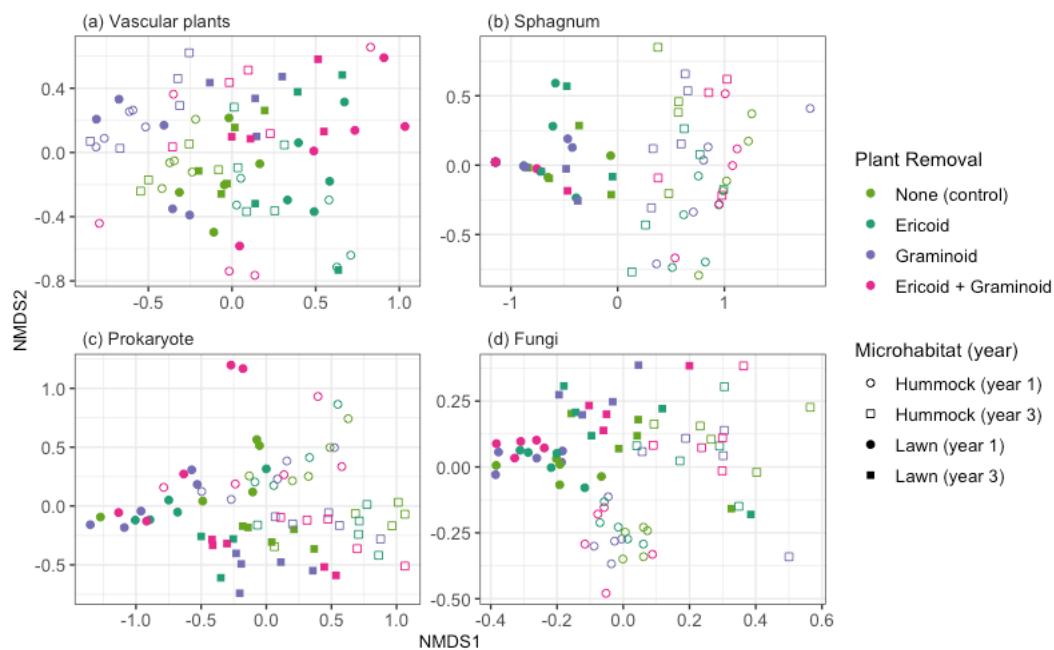 (a) Vascular plants
(b) Sphagnum
0.4
0.0
-0.4
-0.8
-0.5
0.0
0.5
1.0
0.5
0.0
-0.5
-1
0
1
NMDS2
(c) Prokaryote
(d) Fungi
1.0
0.5
0.0
-0.5
-1.0
-0.5
0.0
0.5
1.0
0.25
0.00
-0.25
-0.50
-0.4
-0.2
0.0
0.2
0.4
0.6
NMDS1
Plant Removal
None (control)
Ericoid
Graminoid
Ericoid + Graminoid
Microhabitat (year)
Hummock (year 1)
Hummock (year 3)
Lawn (year 1)
Lawn (year 3)